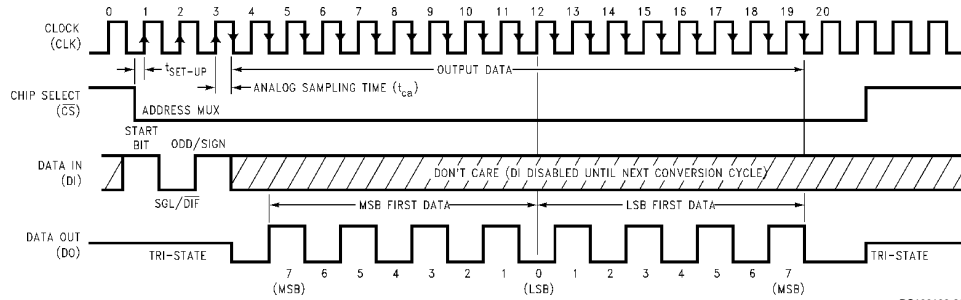 0 1 2 3 4 5 6 7 8 9 10 11 12 13 14 15 16 17 18 19 20
CLOCK
(CLK)
tSET-UP
OUTPUT DATA
ANALOG SAMPLING TIME (tca)
CHIP SELECT
(CS)
ADDRESS MUX
START
BIT
ODD/SIGN
DATA IN
(DI)
DON'T CARE (DI DISABLED UNTIL NEXT CONVERSION CYCLE)
SGL/DIF
MSB FIRST DATA
LSB FIRST DATA
DATA OUT
(DO)
TRI-STATE
TRI-STATE
7 6 5 4 3 2 1 0 1 2 3 4 5 6 7
(MSB) (LSB) (MSB)